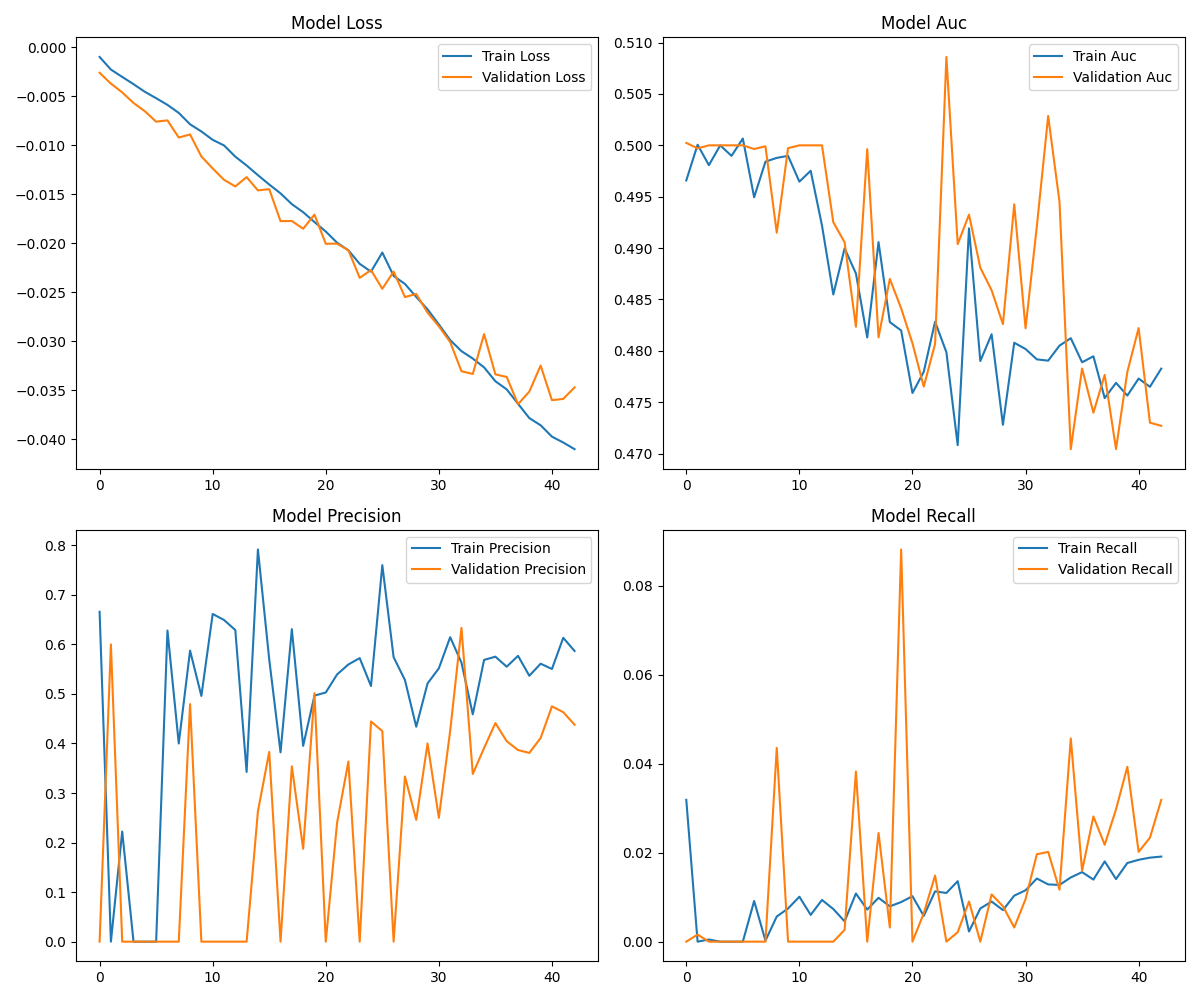 Model Loss
Train Loss
Validation Loss
0.000
−0.005
−0.010
−0.015
−0.020
−0.025
−0.030
−0.035
−0.040
0 10 20 30 40
Model Auc
Train Auc
Validation Auc
0.510
0.505
0.500
0.495
0.490
0.485
0.480
0.475
0.470
0 10 20 30 40
Model Precision
Train Precision
Validation Precision
0.8
0.7
0.6
0.5
0.4
0.3
0.2
0.1
0.0
0 10 20 30 40
Model Recall
Train Recall
Validation Recall
0.08
0.06
0.04
0.02
0.00
0 10 20 30 40